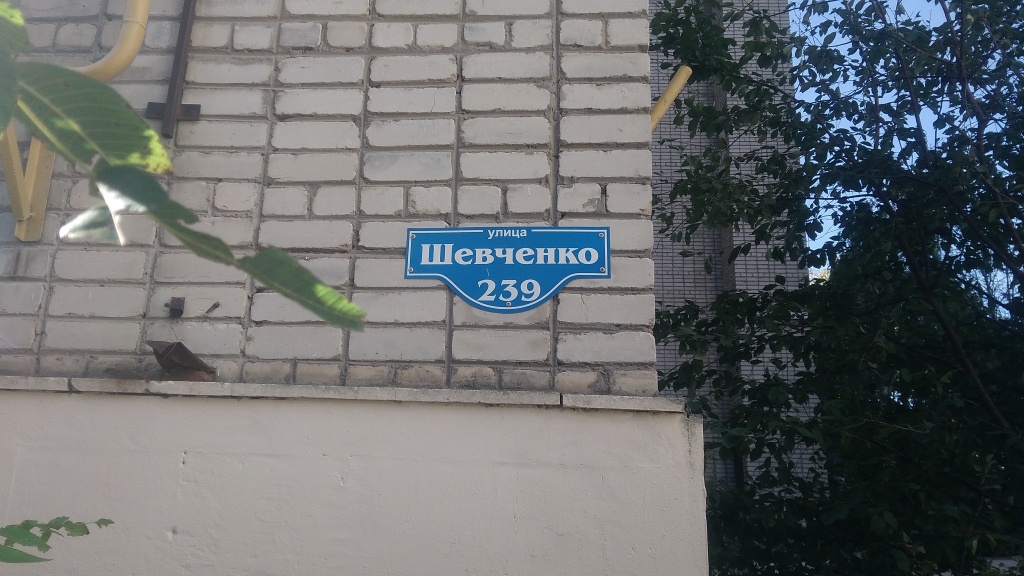 улица
Шевченко
239